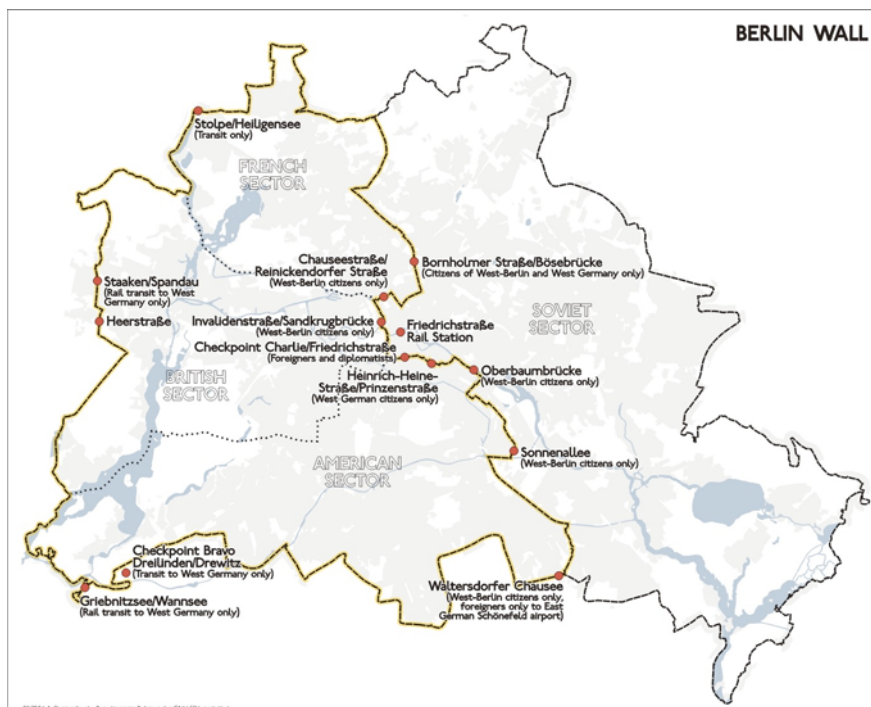 BERLIN WALL
Stolpe/Heiligensee
(Transit only)
FRENCH
SECTOR
Chauseestraße/
Reinickendorfer Straße
(West-Berlin citizens only)
Bornholmer Straße/Bösebrücke
(Citizens of West-Berlin and West Germany only)
Staaken/Spandau
(Rail transit to West
Germany only)
Heerstraße
SOVIET
SECTOR
Invalidenstraße/Sandkrugbrücke
(West-Berlin citizens only)
Friedrichstraße
Rail Station
Checkpoint Charlie/Friedrichstraße
(Foreigners and diplomatists)
Heinrich-Heine-
Straße/Prinzenstraße
(West German citizens only)
Oberbaumbrücke
(West-Berlin citizens only)
BRITISH
SECTOR
Sonnenallee
(West-Berlin citizens only)
AMERICAN
SECTOR
Checkpoint Bravo
Dreilinden/Drewitz
(Transit to West Germany only)
Griebnitzsee/Wannsee
(Rail transit to West Germany only)
Waltersdorfer Chausee
(West-Berlin citizens only,
foreigners only to East
German Schönefeld airport)